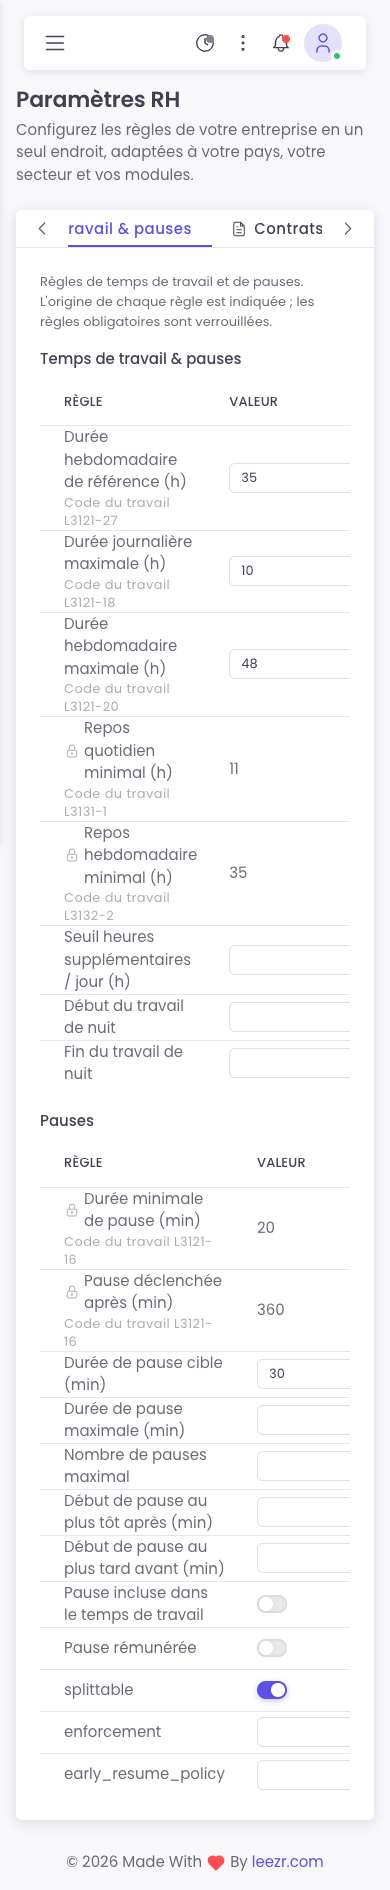 Paramètres RH
Configurez les règles de votre entreprise en un
seul endroit, adaptées à votre pays, votre
secteur et vos modules.
ravail & pauses
Contrats
Règles de temps de travail et de pauses.
L'origine de chaque règle est indiquée ; les
règles obligatoires sont verrouillées.
Temps de travail & pauses
RÈGLE VALEUR
Durée
hebdomadaire
de référence (h)
35
Code du travail
L3121-27
Durée journalière
maximale (h)
10
Code du travail
L3121-18
Durée
hebdomadaire
maximale (h)
48
Code du travail
L3121-20
Repos
quotidien
minimal (h)
11
Code du travail
L3131-1
Repos
hebdomadaire
minimal (h)
35
Code du travail
L3132-2
Seuil heures
supplémentaires
/ jour (h)
Début du travail
de nuit
Fin du travail de
nuit
Pauses
RÈGLE VALEUR
Durée minimale
de pause (min)
20
Code du travail L3121-
16
Pause déclenchée
après (min)
360
Code du travail L3121-
16
Durée de pause cible
(min)
30
Durée de pause
maximale (min)
Nombre de pauses
maximal
Début de pause au
plus tôt après (min)
Début de pause au
plus tard avant (min)
Pause incluse dans
le temps de travail
Pause rémunérée
splittable
enforcement
early_resume_policy
© 2026 Made With By leezr.com